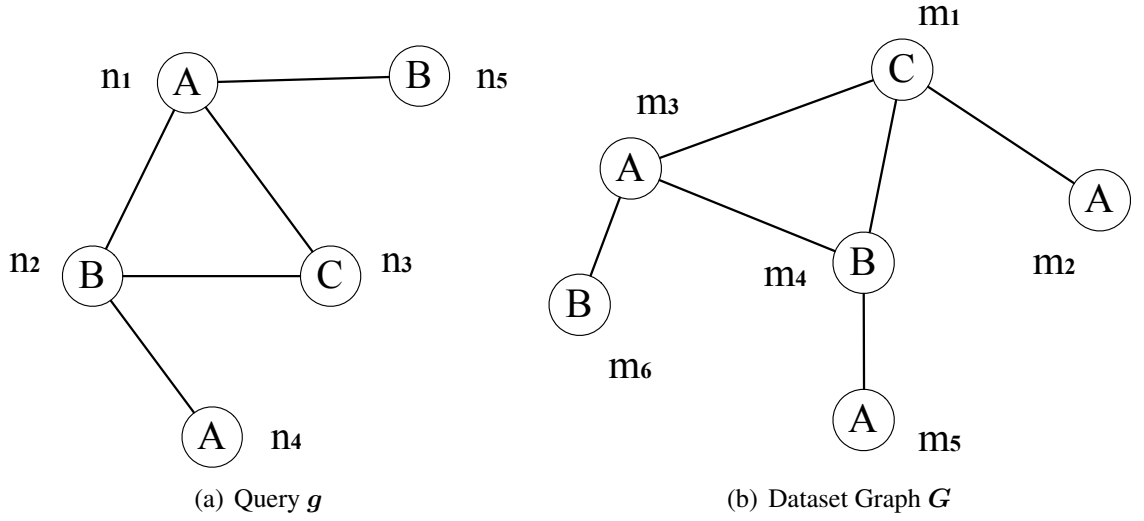 n1 A B n5
n2 B C n3
A n4
(a) Query g
m1
C
m3
A
A
m2
m4 B
B
m6
A m5
(b) Dataset Graph G